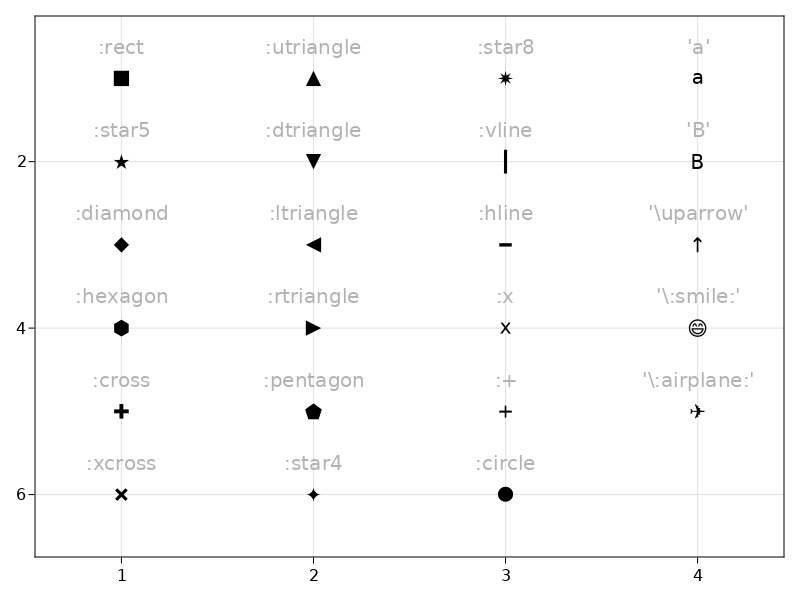 :rect :utriangle :star8 'a'
a
:star5 :dtriangle :vline 'B'
2 B
:diamond :ltriangle :hline '\uparrow'
↑
:hexagon :rtriangle :x '\:smile:'
4 x 😄
:cross :pentagon :+ '\:airplane:'
+ ✈
:xcross :star4 :circle
6
1 2 3 4